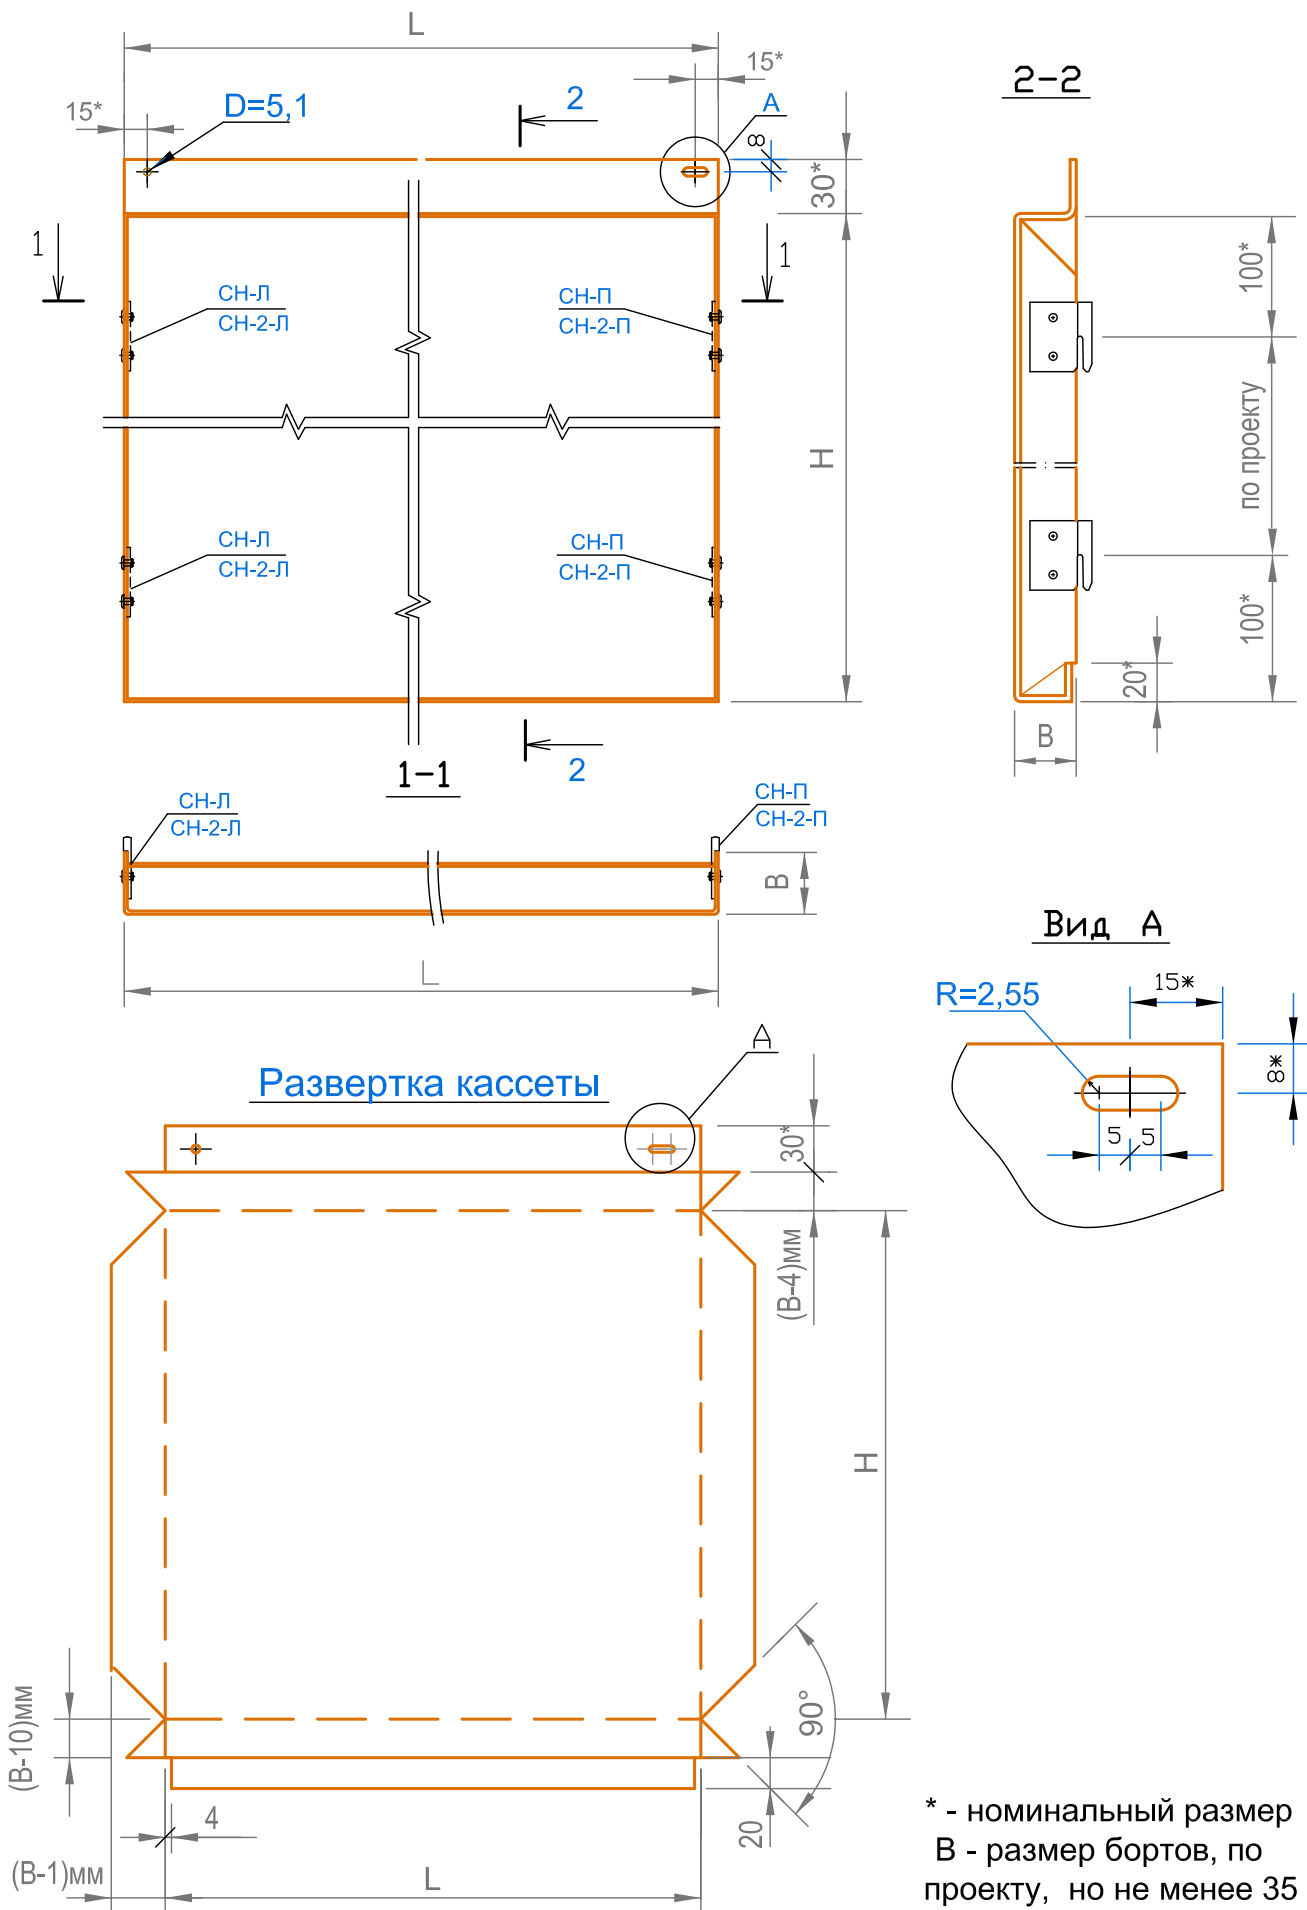 L
15*
15*
D=5,1
2
A
8
30*
2-2
1
1
СН-Л
СН-2-Л
СН-П
СН-2-П
100*
по проекту
H
СН-Л
СН-2-Л
СН-П
СН-2-П
100*
20*
B
2
1-1
СН-Л
СН-2-Л
СН-П
СН-2-П
B
L
Вид А
R=2,55
15*
8*
5
5
A
Развертка кассеты
30*
(В-4)мм
H
90°
(В-10)мм
4
20
(В-1)мм
L
* - номинальный размер
В - размер бортов, по
проекту, но не менее 35